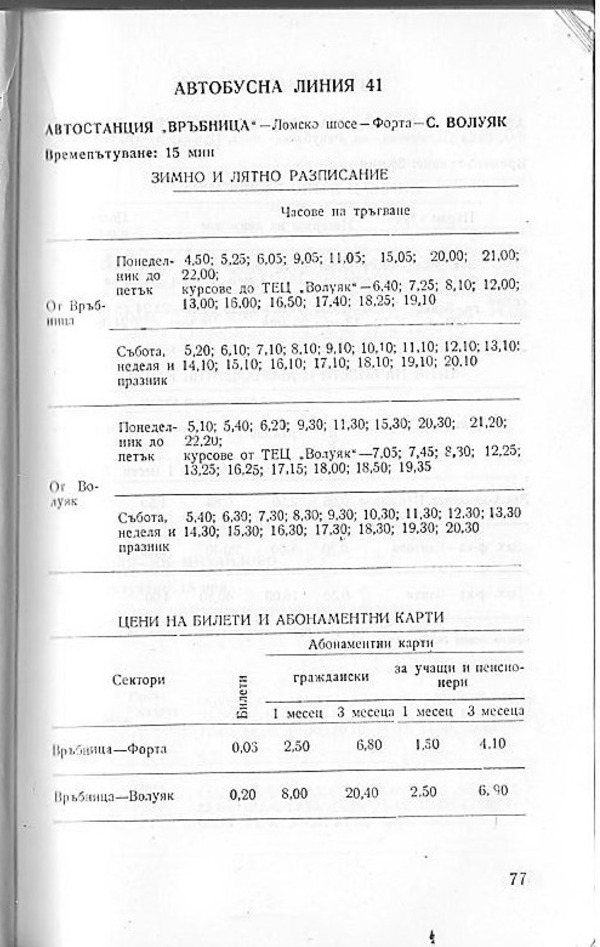 АВТОБУСНА ЛИНИЯ 41
АВТОСТАНЦИЯ „ВРЪБНИЦА“—Ломско шосе—Форта—С. ВОЛУЯК
Времепътуване: 15 мин
ЗИМНО И ЛЯТНО РАЗПИСАНИЕ
Часове на тръгване
От Връб-
ница
Понедел-
ник до
петък
4,50; 5,25; 6,05; 9,05; 11,05; 15,05; 20,00; 21,00;
22,00;
курсове до ТЕЦ „Волуяк“—6,40; 7,25; 8,10; 12,00;
13,00; 16,00; 16,50; 17,40; 18,25; 19,10
Събота,
неделя и
празник
5,20; 6,10; 7,10; 8,10; 9,10; 10,10; 11,10; 12,10; 13,10;
14,10; 15,10; 16,10; 17,10; 18,10; 19,10; 20,10
От Во-
луяк
Понедел-
ник до
петък
5,10; 5,40; 6,20; 9,30; 11,30; 15,30; 20,30; 21,20;
22,20;
курсове от ТЕЦ „Волуяк“—7,05; 7,45; 8,30; 12,25;
13,25; 16,25; 17,15; 18,00; 18,50; 19,35
Събота,
неделя и
празник
5,40; 6,30; 7,30; 8,30; 9,30; 10,30; 11,30; 12,30; 13,30
14,30; 15,30; 16,30; 17,30; 18,30; 19,30; 20,30
ЦЕНИ НА БИЛЕТИ И АБОНАМЕНТНИ КАРТИ
Сектори
Билети
Абонаментни карти
граждански
за учащи и пенсио-
нери
1 месец 3 месеца 1 месец 3 месеца
Връбница—Форта 0,03 2,50 6,80 1,50 4.10
Връбница—Волуяк 0,20 8,00 20,40 2.50 6.90
77